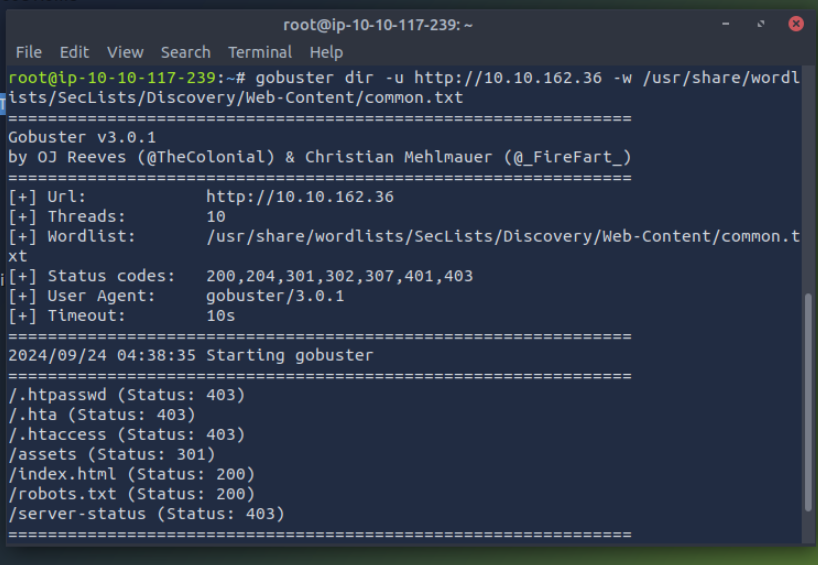 root@ip-10-10-117-239: ~
File Edit View Search Terminal Help
root@ip-10-10-117-239:~# gobuster dir -u http://10.10.162.36 -w /usr/share/wordl
ists/SecLists/Discovery/Web-Content/common.txt
===============================================================
Gobuster v3.0.1
by OJ Reeves (@TheColonial) & Christian Mehlmauer (@_FireFart_)
===============================================================
[+] Url:            http://10.10.162.36
[+] Threads:        10
[+] Wordlist:       /usr/share/wordlists/SecLists/Discovery/Web-Content/common.t
xt
[+] Status codes:   200,204,301,302,307,401,403
[+] User Agent:     gobuster/3.0.1
[+] Timeout:        10s
===============================================================
2024/09/24 04:38:35 Starting gobuster
===============================================================
/.htpasswd (Status: 403)
/.hta (Status: 403)
/.htaccess (Status: 403)
/assets (Status: 301)
/index.html (Status: 200)
/robots.txt (Status: 200)
/server-status (Status: 403)
===============================================================